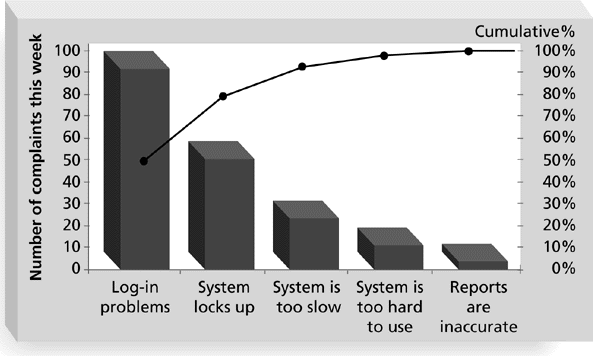 Cumulative%
Number of complaints this week
100
90
80
70
60
50
40
30
20
10
0
100%
90%
80%
70%
60%
50%
40%
30%
20%
10%
0%
Log-in
problems
System
locks up
System is
too slow
System is
too hard
to use
Reports
are
inaccurate